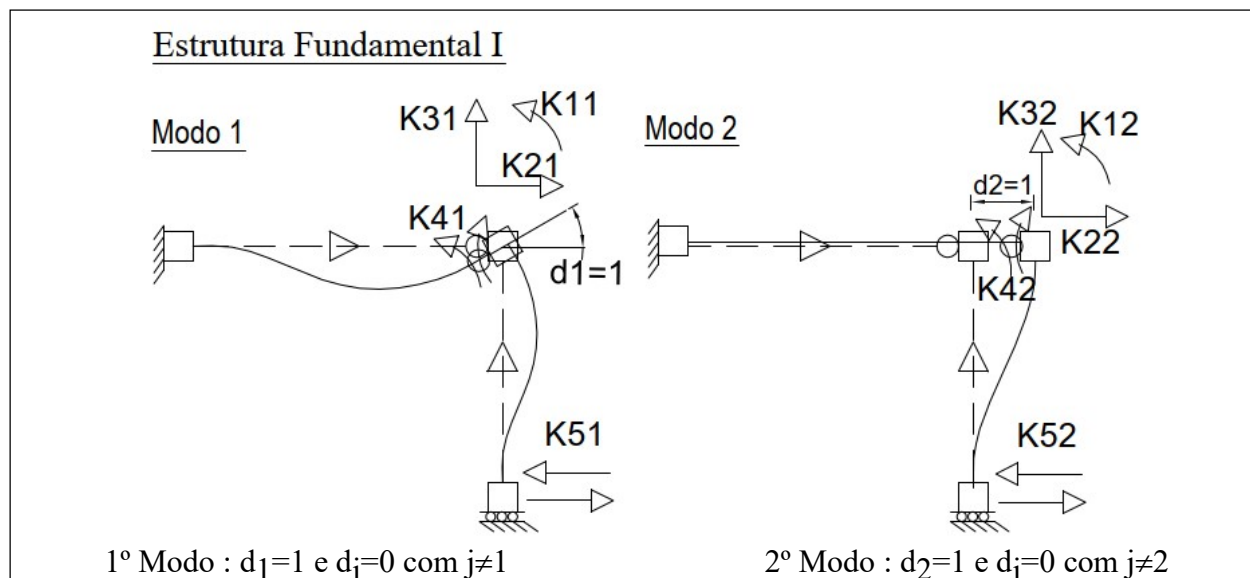 Estrutura Fundamental I
Modo 1
K31
K11
K21
K41
d1=1
K51
Modo 2
K32
K12
d2=1
K22
K42
K52
1º Modo : d1=1 e dj=0 com j≠1
2º Modo : d2=1 e dj=0 com j≠2